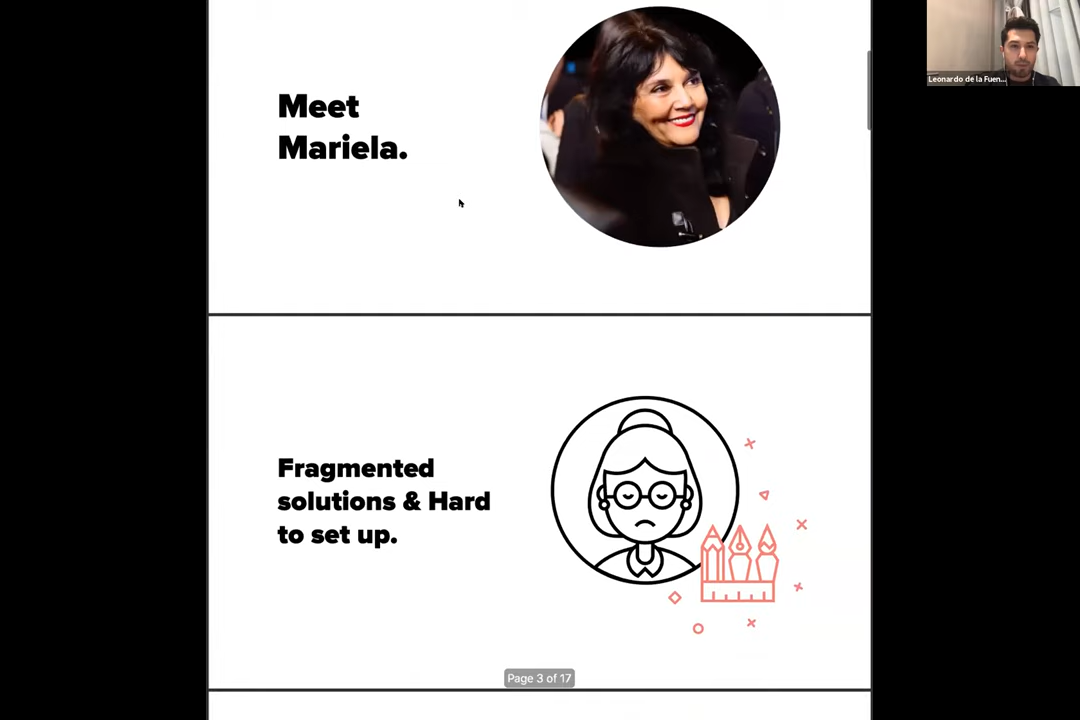 Meet
Mariela.
Leonardo de la Fuen...
Fragmented
solutions & Hard
to set up.
Page 3 of 17